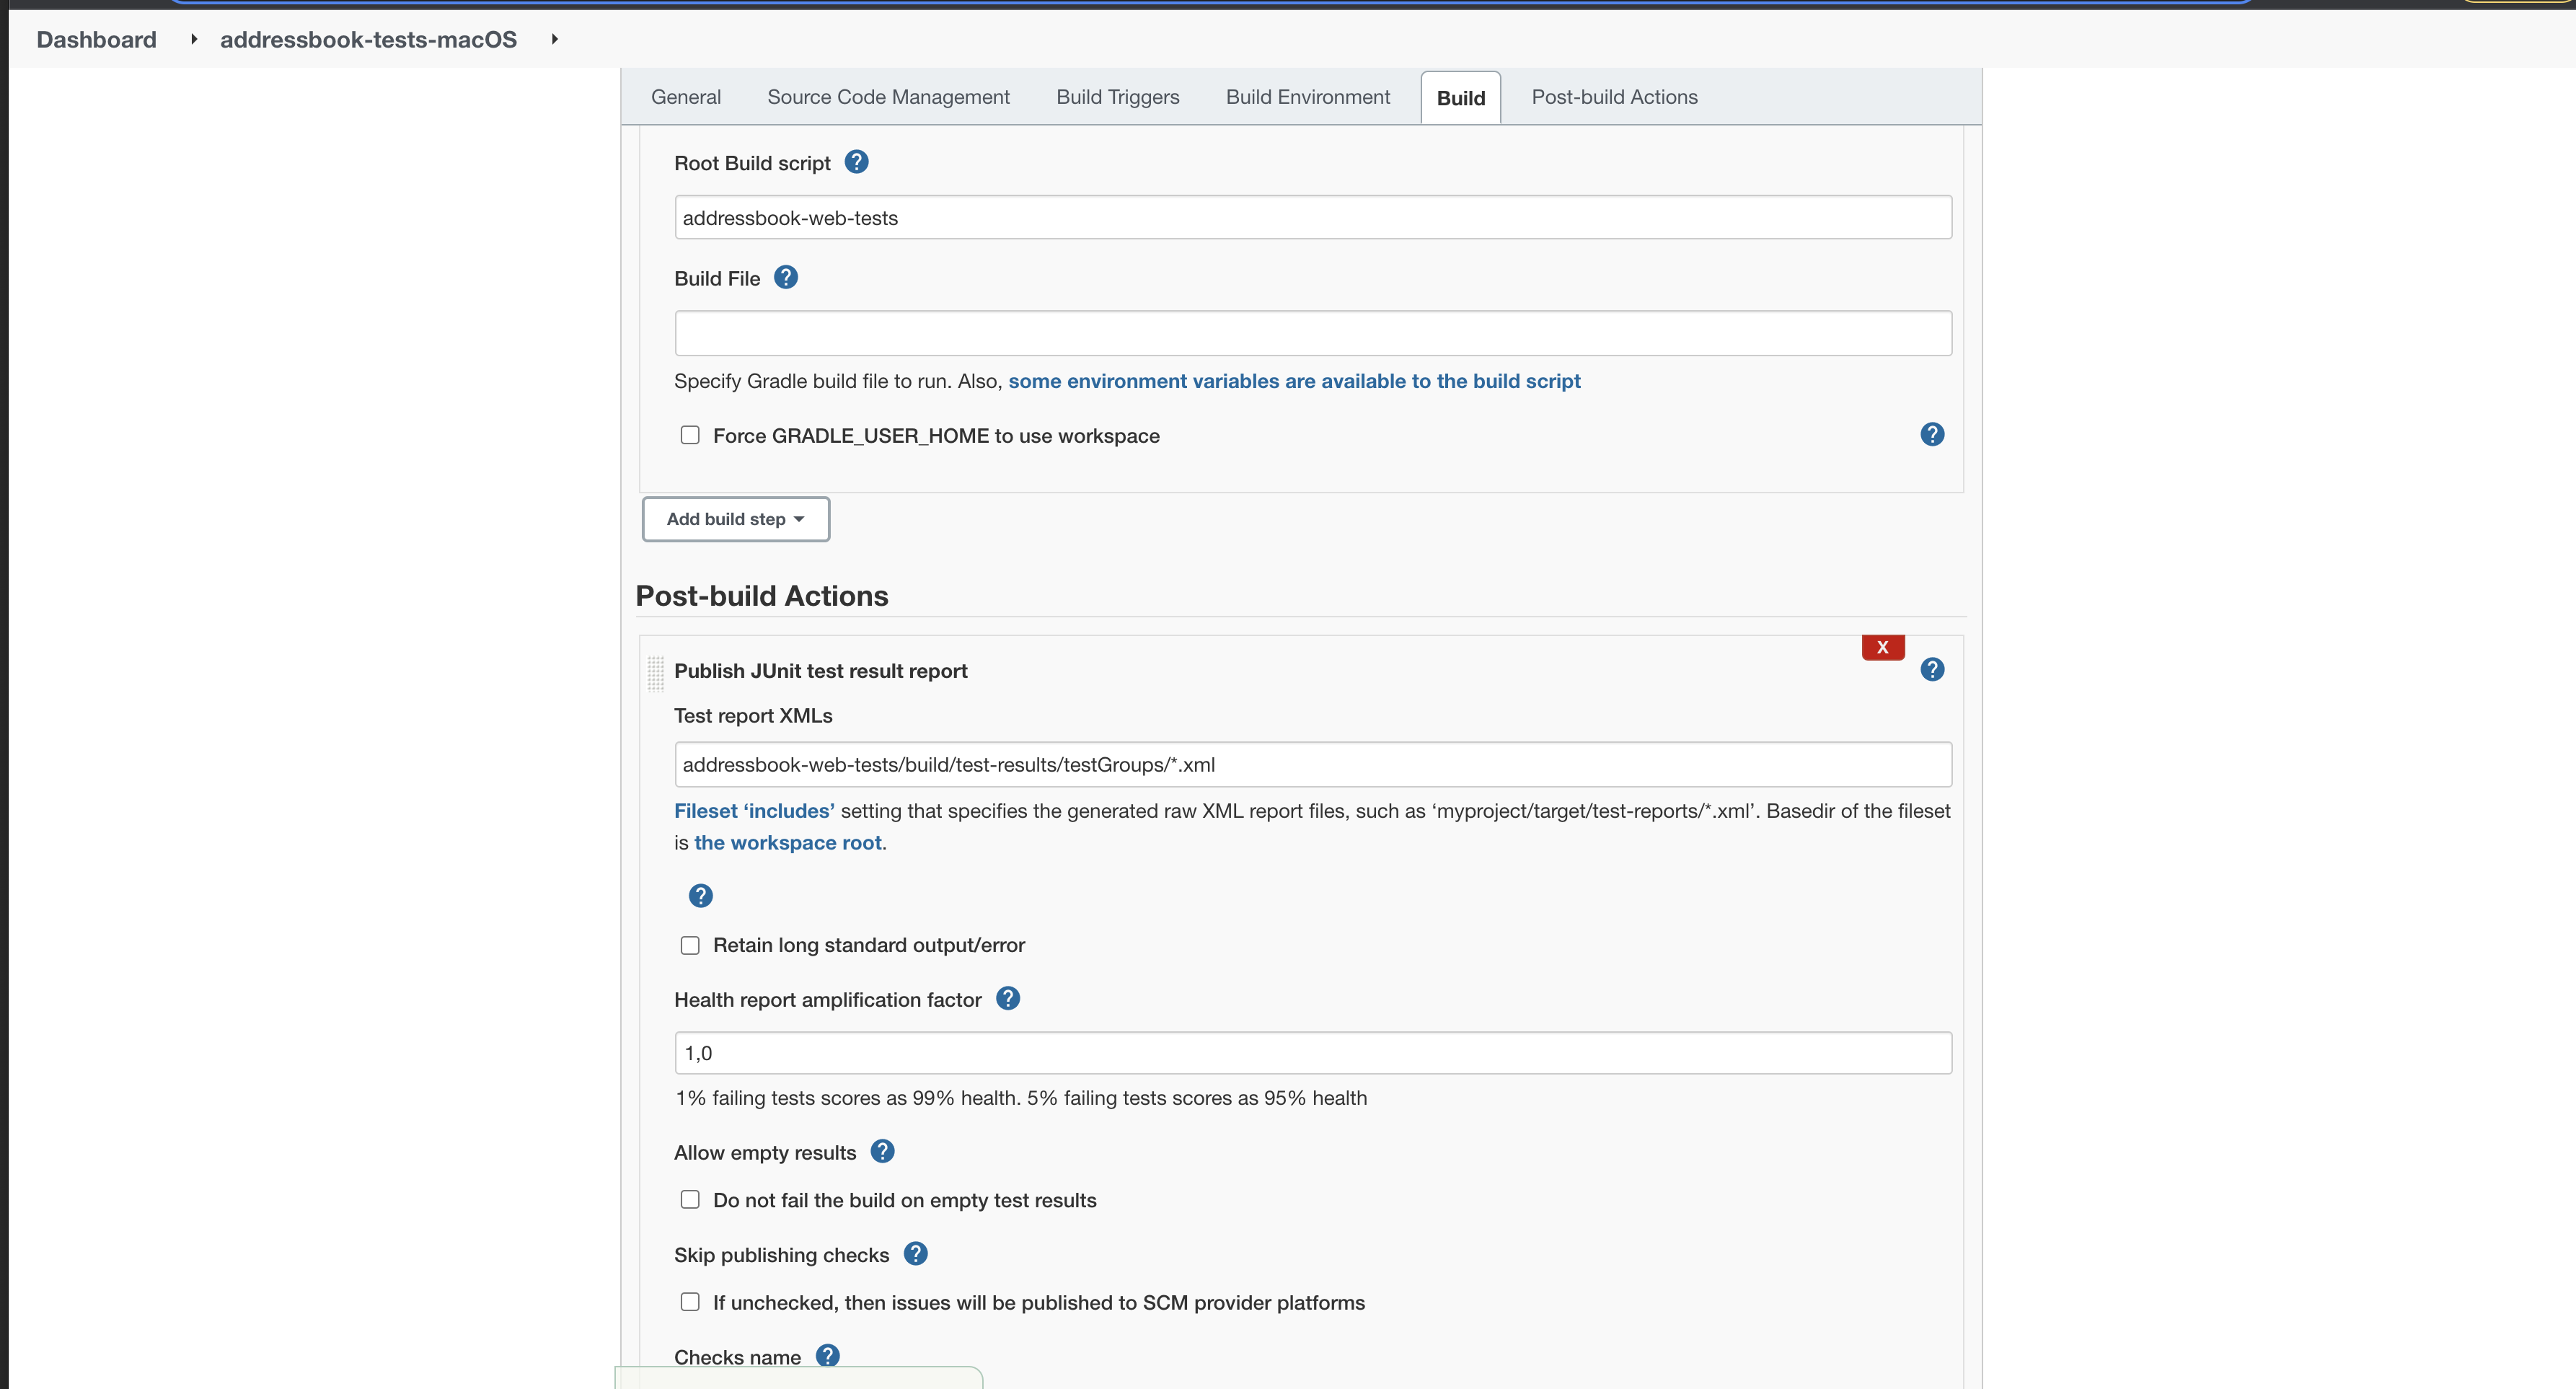 Dashboard
addressbook-tests-macOS
General
Source Code Management
Build Triggers
Build Environment
Build
Post-build Actions
Root Build script
?
addressbook-web-tests
Build File
?
Specify Gradle build file to run. Also, some environment variables are available to the build script
Force GRADLE_USER_HOME to use workspace
?
Add build step
Post-build Actions
X
Publish JUnit test result report
?
Test report XMLs
addressbook-web-tests/build/test-results/testGroups/*.xml
Fileset ‘includes’ setting that specifies the generated raw XML report files, such as ‘myproject/target/test-reports/*.xml’. Basedir of the fileset
is the workspace root.
?
Retain long standard output/error
Health report amplification factor
?
1,0
1% failing tests scores as 99% health. 5% failing tests scores as 95% health
Allow empty results
?
Do not fail the build on empty test results
Skip publishing checks
?
If unchecked, then issues will be published to SCM provider platforms
Checks name
?